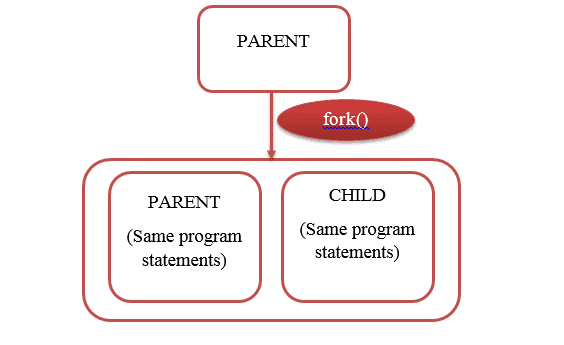 PARENT
fork()
PARENT
(Same program
statements)
CHILD
(Same program
statements)